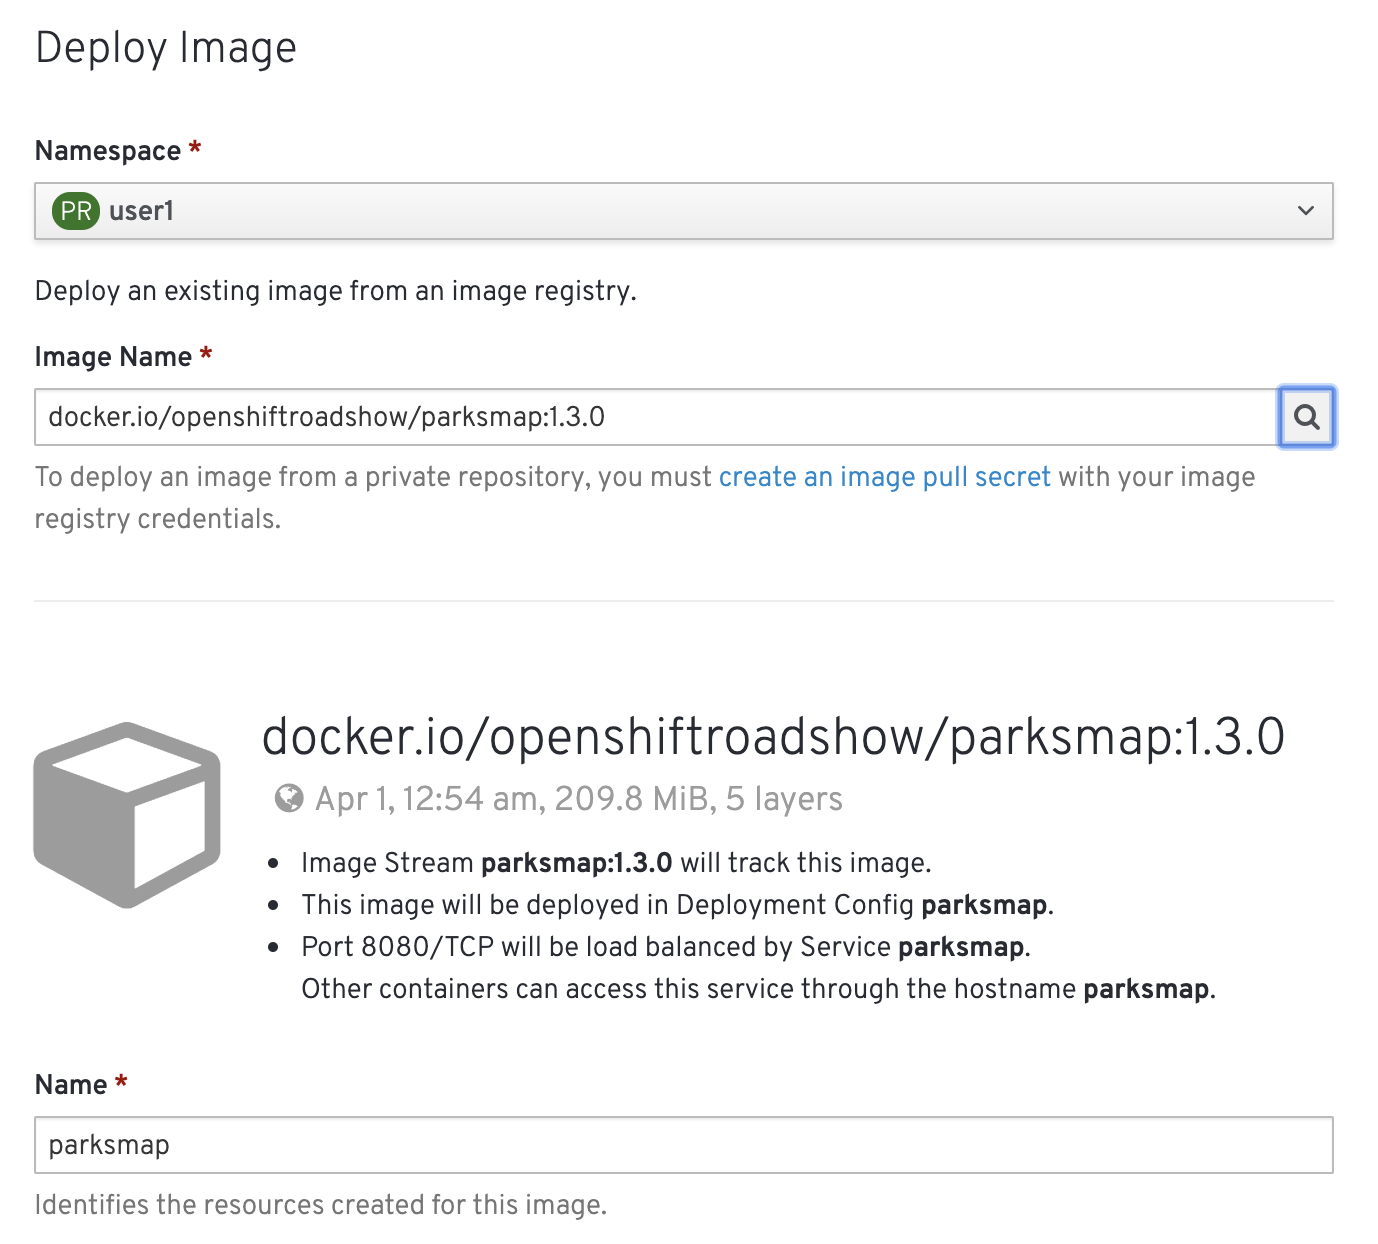 Deploy Image
Namespace *
PR user1
Deploy an existing image from an image registry.
Image Name *
docker.io/openshiftroadshow/parksmap:1.3.0
To deploy an image from a private repository, you must create an image pull secret with your image
registry credentials.
docker.io/openshiftroadshow/parksmap:1.3.0
Apr 1, 12:54 am, 209.8 MiB, 5 layers
• Image Stream parksmap:1.3.0 will track this image.
• This image will be deployed in Deployment Config parksmap.
• Port 8080/TCP will be load balanced by Service parksmap.
Other containers can access this service through the hostname parksmap.
Name *
parksmap
Identifies the resources created for this image.